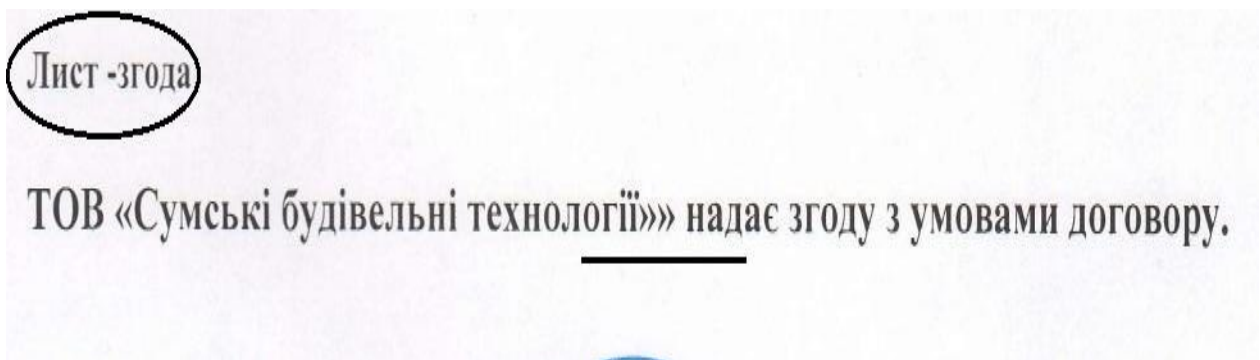 Лист -згода
ТОВ «Сумські будівельні технології»» надає згоду з умовами договору.